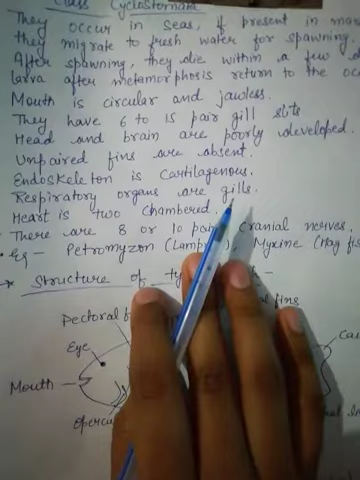 Class Cyclostomata
They occur in seas, if present in
they migrate to fresh water for spawning.
After spawning, they die within a few
larva after metamorphosis return to the
Mouth is circular and jawless.
They have 6 to 15 pair gill slits
Head and brain are poorly developed.
Unpaired fins are absent.
Endoskeleton is cartilagenous.
Respiratory organs are gills.
Heart is two chambered.
There are 8 or 10 pair cranial nerves.
Eg - Petromyzon (Lamp Myxine (Hag
Structure of
Pectoral fins
Eye
Mouth